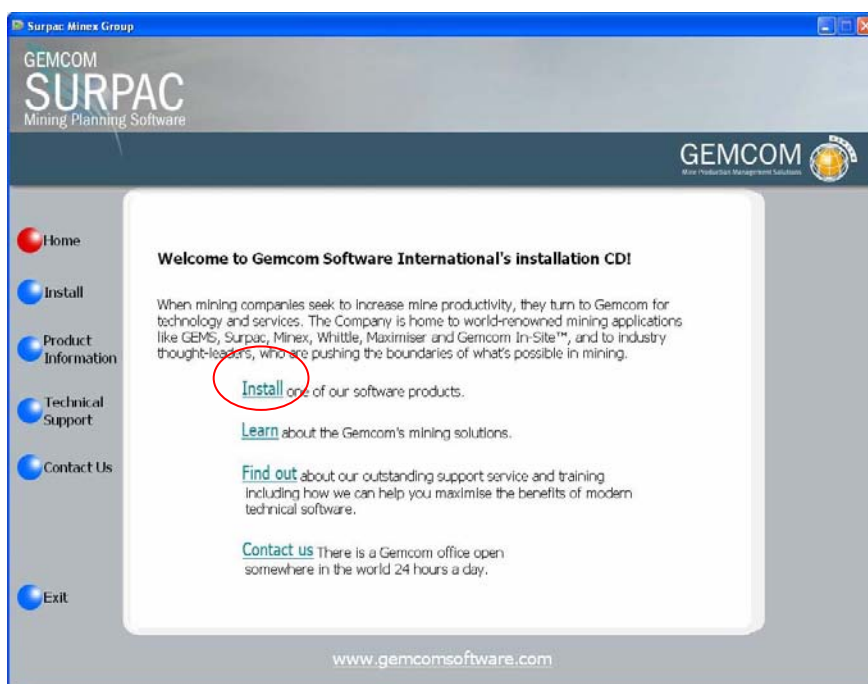 Surpac Minex Group
GEMCOM
SURPAC
Mining Planning Software
GEMCOM
Mine Production Management Solutions
Home
Install
Product
Information
Technical
Support
Contact Us
Exit
Welcome to Gemcom Software International's installation CD!
When mining companies seek to increase mine productivity, they turn to Gemcom for
technology and services. The Company is home to world-renowned mining applications
like GEMS, Surpac, Minex, Whittle, Maximiser and Gemcom In-Site™, and to industry
thought-leaders, who are pushing the boundaries of what's possible in mining.
Install one of our software products.
Learn about the Gemcom's mining solutions.
Find out about our outstanding support service and training
including how we can help you maximise the benefits of modern
technical software.
Contact us There is a Gemcom office open
somewhere in the world 24 hours a day.
www.gemcomsoftware.com